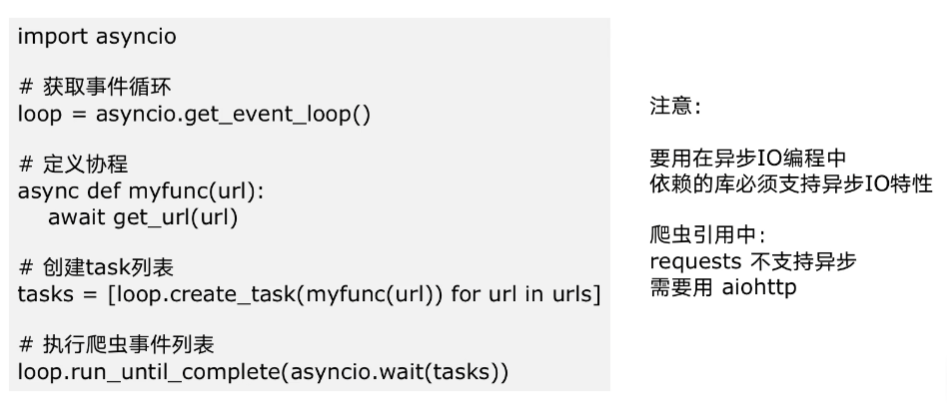 import asyncio
# 获取事件循环
loop = asyncio.get_event_loop()
# 定义协程
async def myfunc(url):
    await get_url(url)
# 创建task列表
tasks = [loop.create_task(myfunc(url)) for url in urls]
# 执行爬虫事件列表
loop.run_until_complete(asyncio.wait(tasks))
注意:
要用在异步IO编程中
依赖的库必须支持异步IO特性
爬虫引用中:
requests 不支持异步
需要用 aiohttp